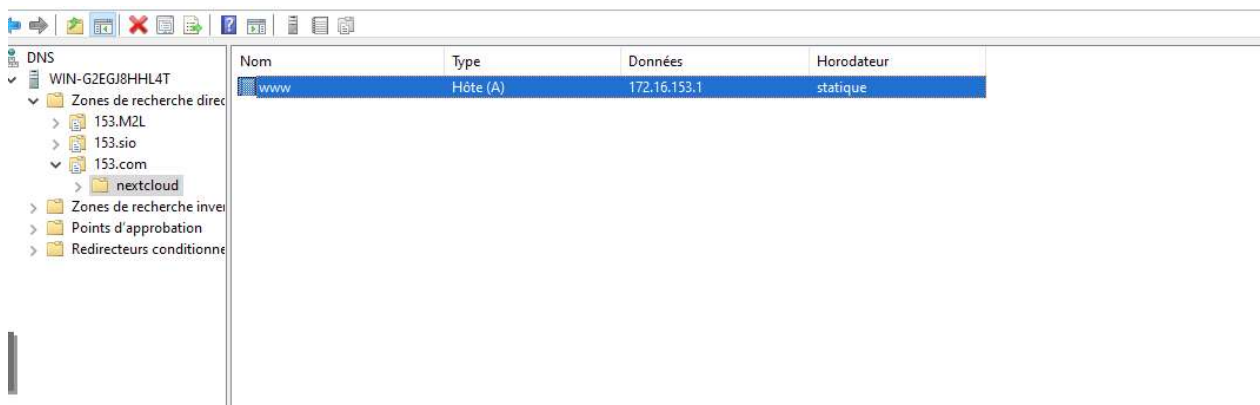 DNS
WIN-G2EGJ8HHL4T
Zones de recherche direc
153.M2L
153.sio
153.com
nextcloud
Zones de recherche inver
Points d'approbation
Redirecteurs conditionne
Nom Type Données Horodateur
www Hôte (A) 172.16.153.1 statique